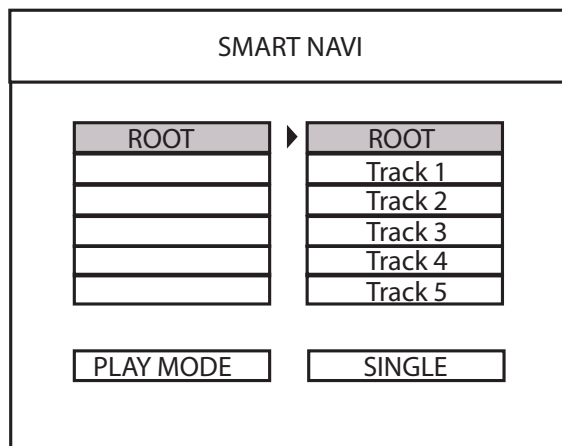 SMART NAVI
ROOT ROOT
Track 1
Track 2
Track 3
Track 4
Track 5
PLAY MODE SINGLE